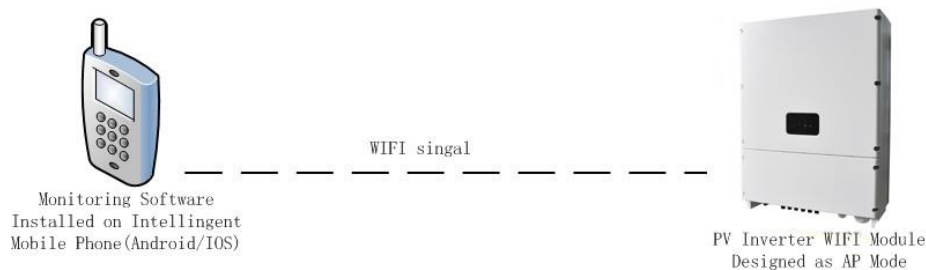 WIFI singal
Monitoring Software
Installed on Intellingent
Mobile Phone(Android/IOS)
PV Inverter WIFI Module
Designed as AP Mode